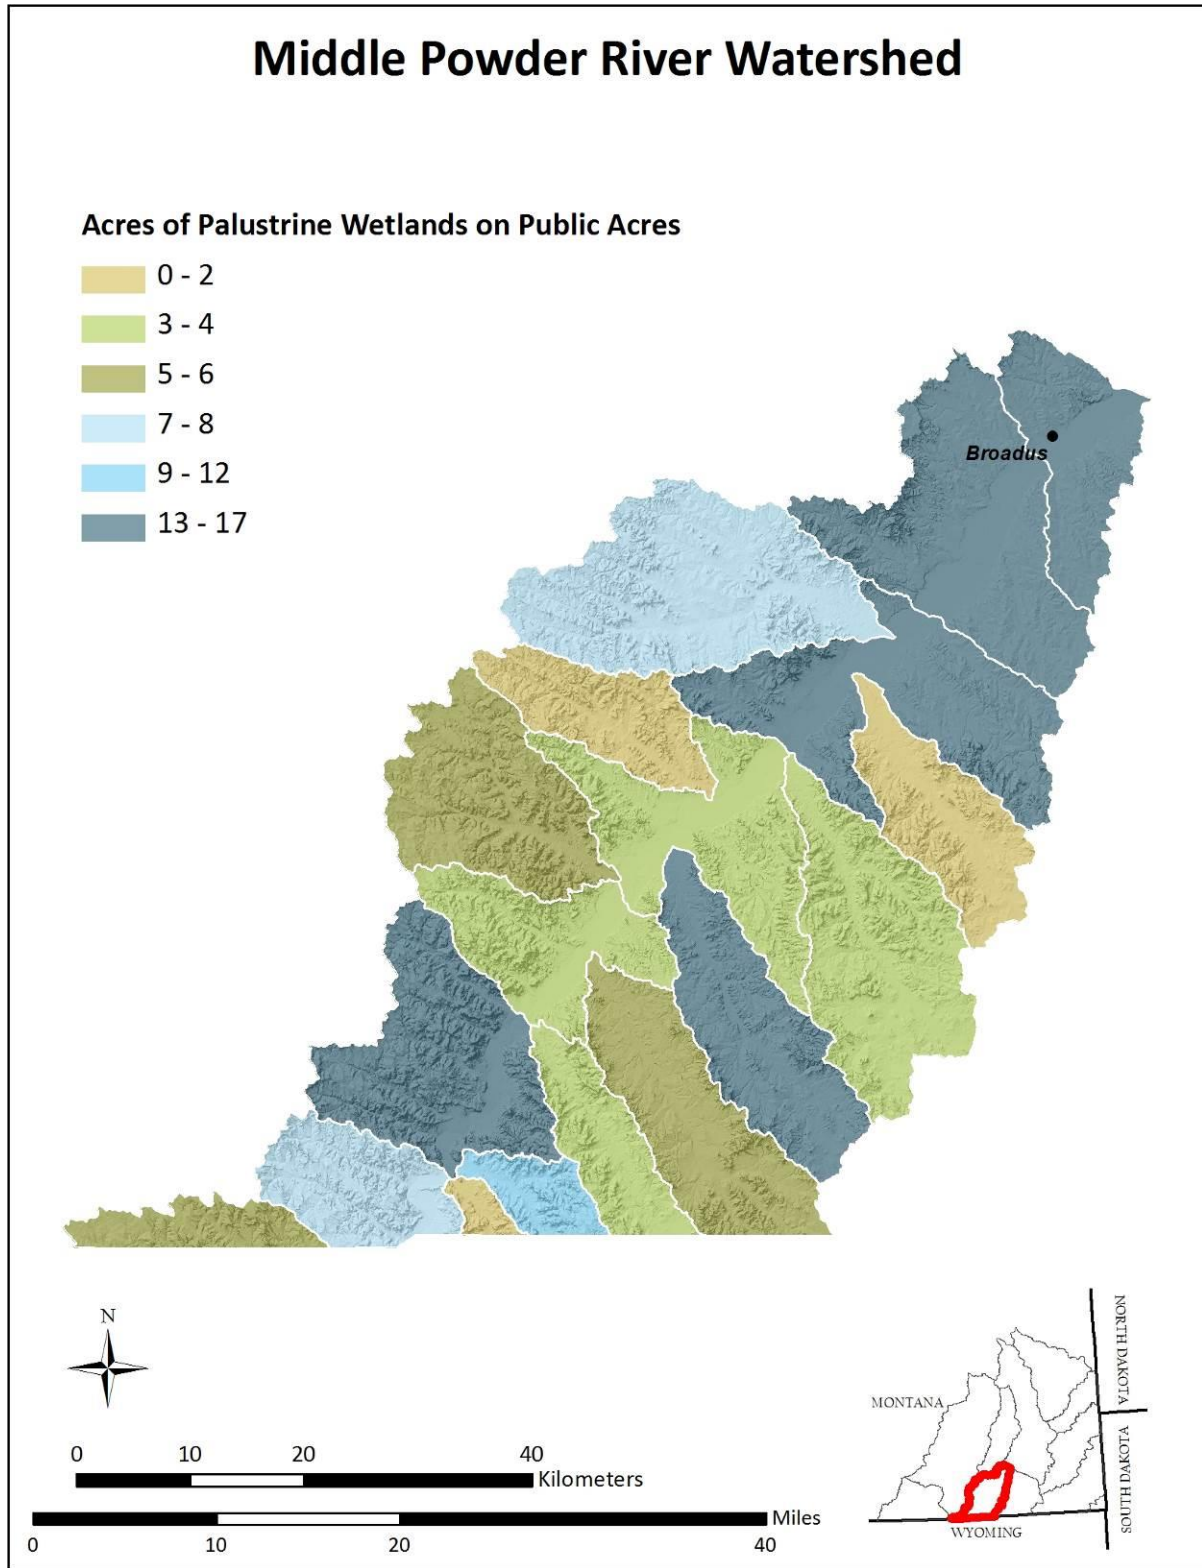 Middle Powder River Watershed
Acres of Palustrine Wetlands on Public Acres
0 - 2
3 - 4
5 - 6
7 - 8
9 - 12
13 - 17
Broadus
N
MONTANA
NORTH DAKOTA
SOUTH DAKOTA
WYOMING
0 10 20 40
Kilometers
Miles
0 10 20 40